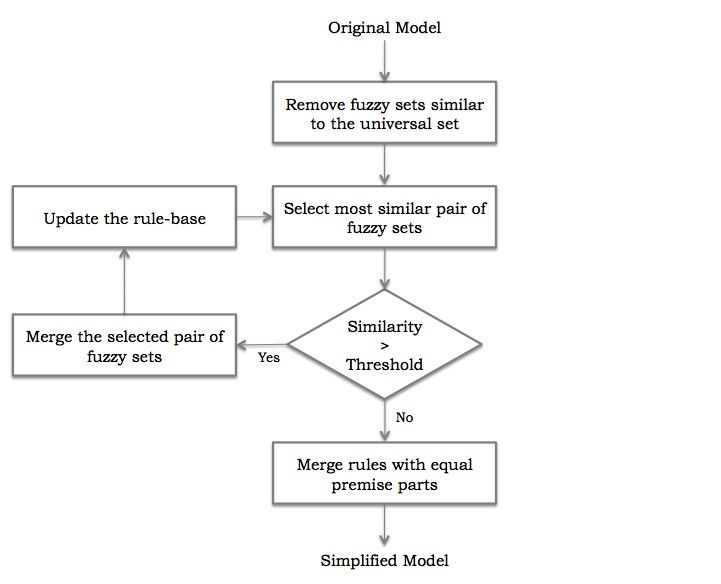 Original Model
Remove fuzzy sets similar
to the universal set
Select most similar pair of
fuzzy sets
Update the rule-base
Similarity
>
Threshold
Yes
Merge the selected pair of
fuzzy sets
No
Merge rules with equal
premise parts
Simplified Model